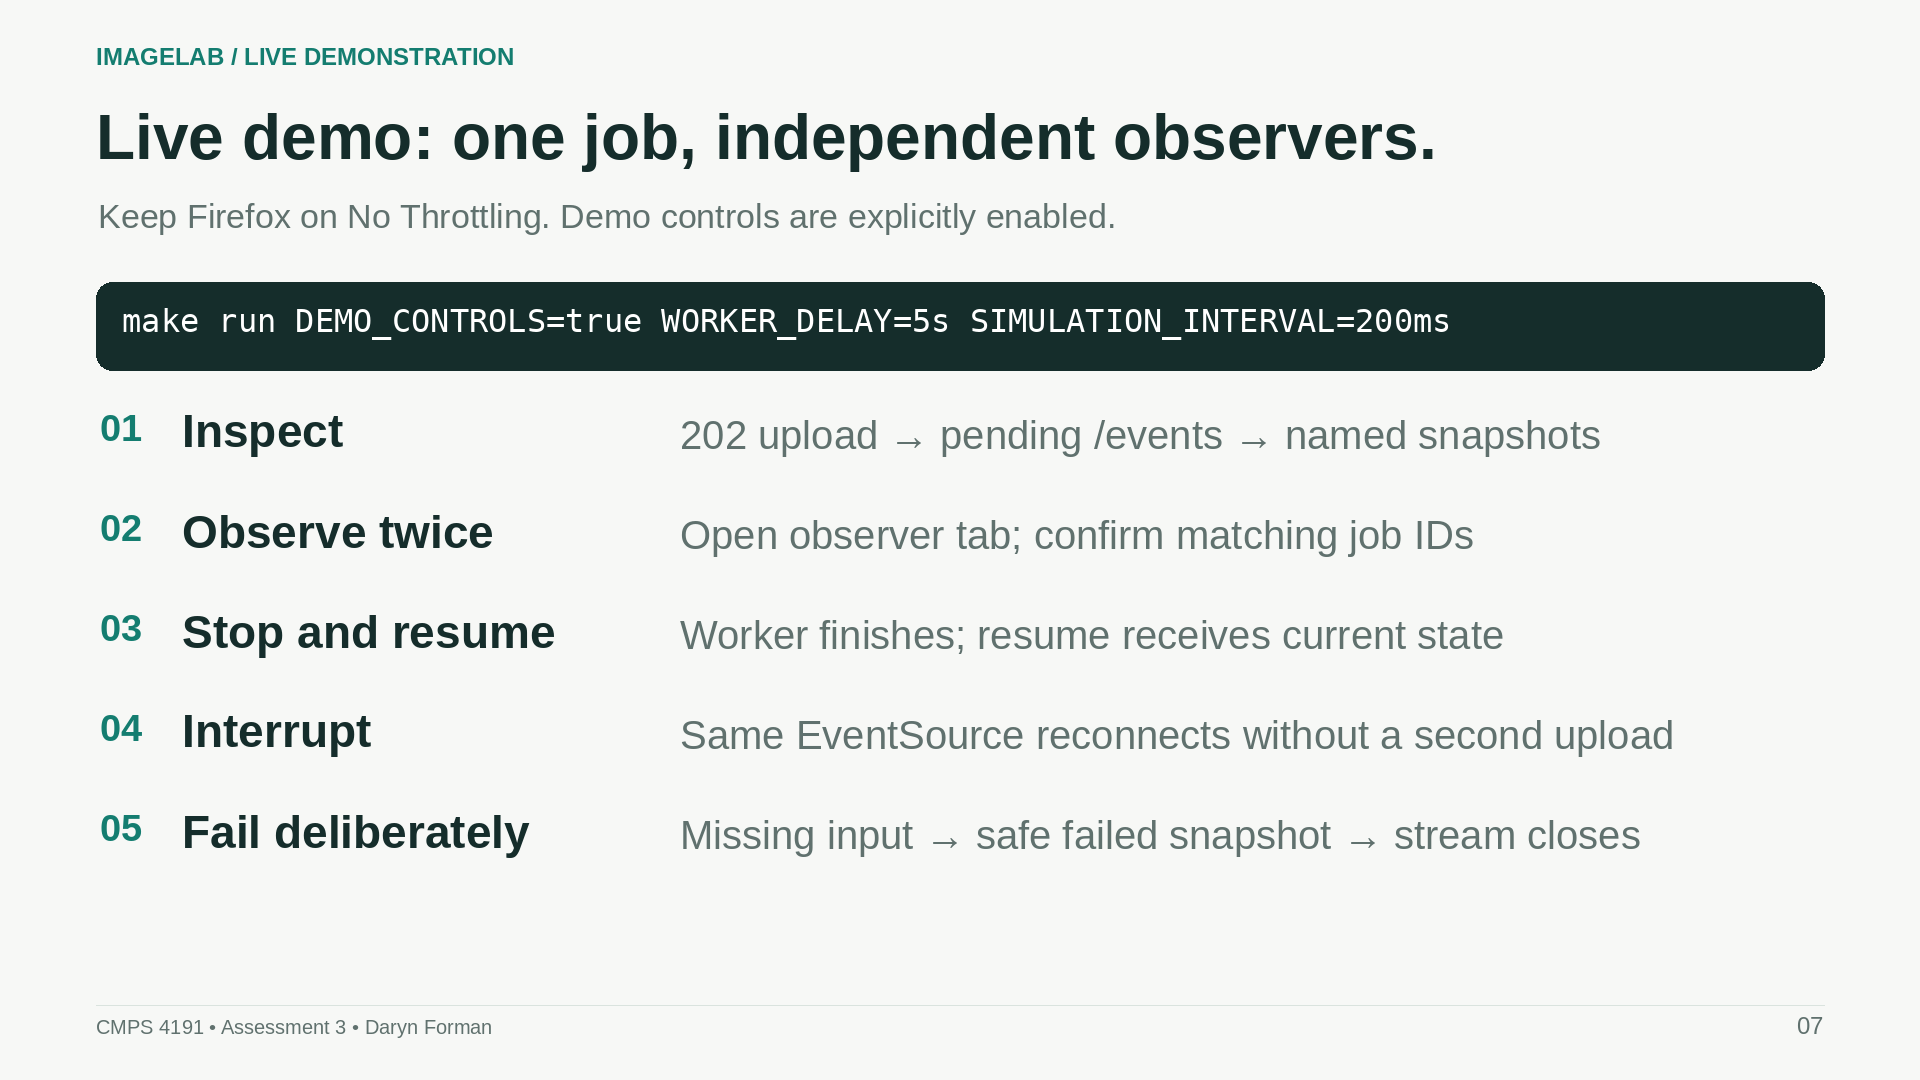 IMAGELAB / LIVE DEMONSTRATION
Live demo: one job, independent observers.
Keep Firefox on No Throttling. Demo controls are explicitly enabled.
make run DEMO_CONTROLS=true WORKER_DELAY=5s SIMULATION_INTERVAL=200ms
01 Inspect 202 upload → pending /events → named snapshots
02 Observe twice Open observer tab; confirm matching job IDs
03 Stop and resume Worker finishes; resume receives current state
04 Interrupt Same EventSource reconnects without a second upload
05 Fail deliberately Missing input → safe failed snapshot → stream closes
CMPS 4191 • Assessment 3 • Daryn Forman 07